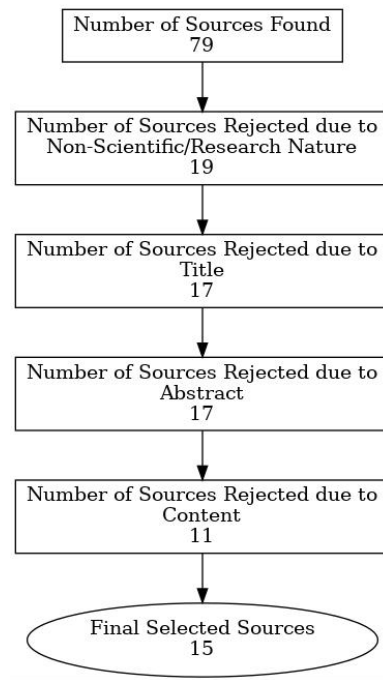 Number of Sources Found
79
Number of Sources Rejected due to
Non-Scientific/Research Nature
19
Number of Sources Rejected due to
Title
17
Number of Sources Rejected due to
Abstract
17
Number of Sources Rejected due to
Content
11
Final Selected Sources
15